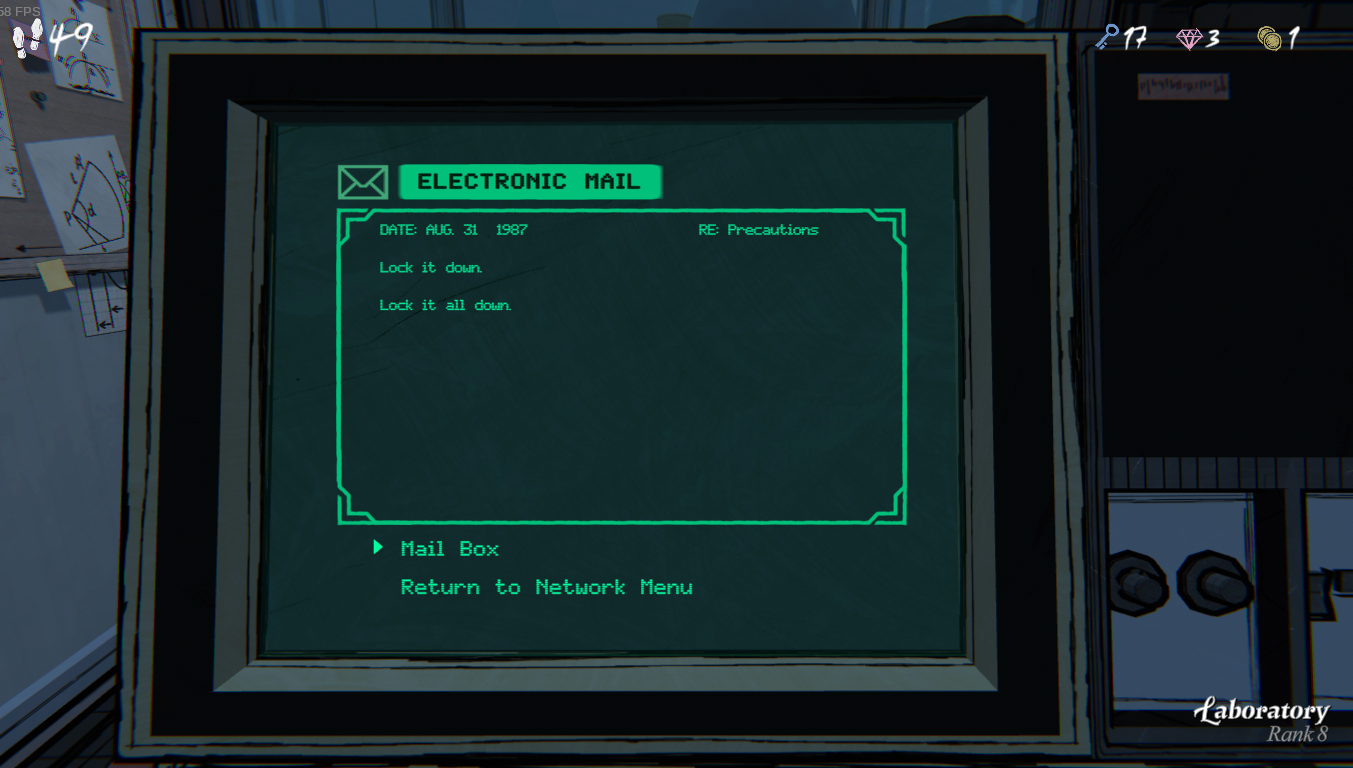 58 FPS
49
17
3
1
ELECTRONIC MAIL
DATE: AUG. 31 1987 RE: Precautions
Lock it down.
Lock it all down.
Mail Box
Return to Network Menu
Laboratory
Rank 8